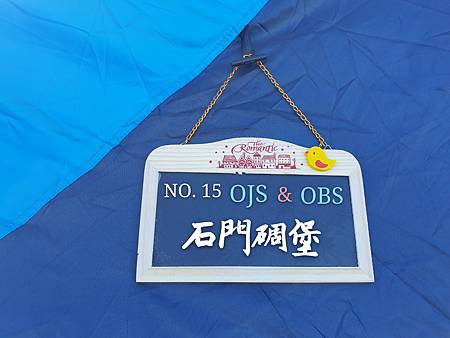 The
Romantic
NO. 15 OJS & OBS
石門碉堡